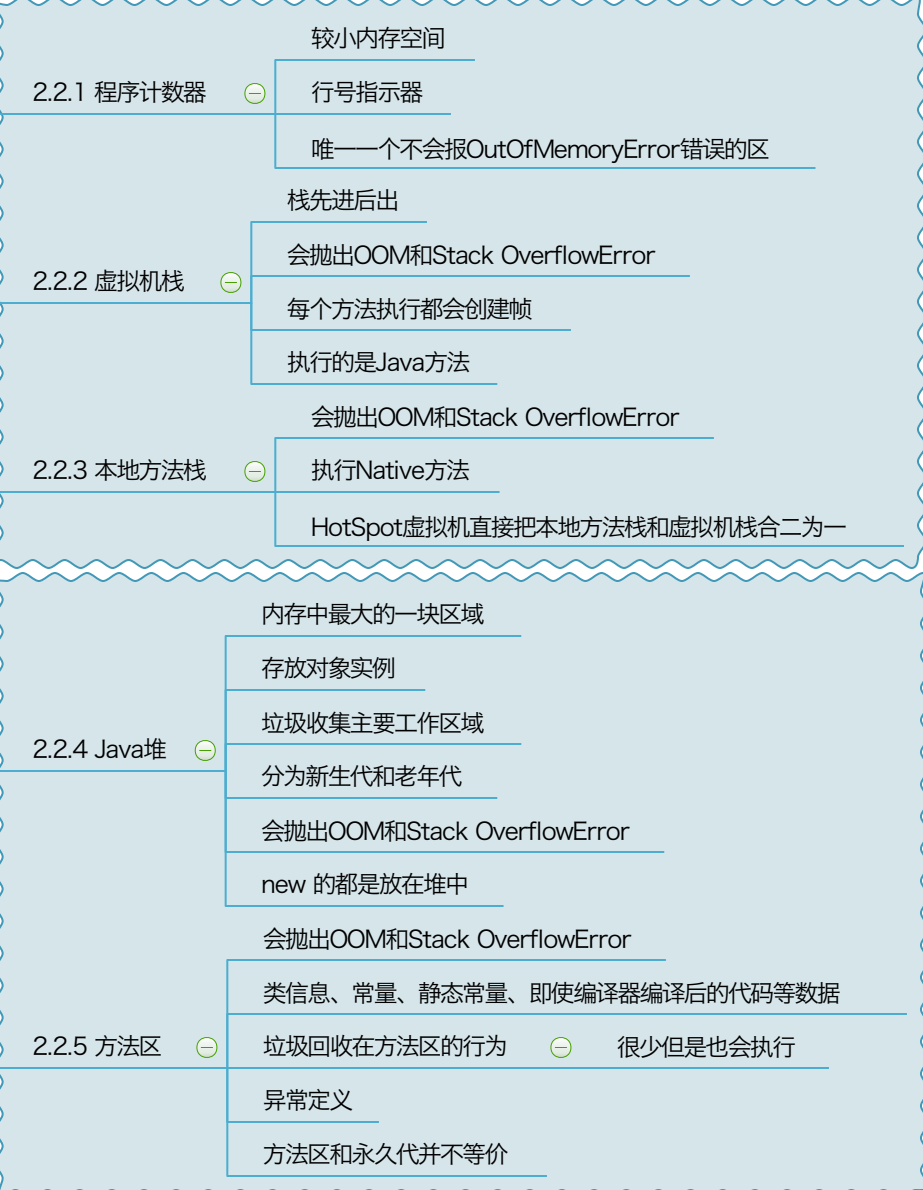 较小内存空间
2.2.1 程序计数器
行号指示器
唯一一个不会报OutOfMemoryError错误的区
栈先进后出
会抛出OOM和Stack OverflowError
2.2.2 虚拟机栈
每个方法执行都会创建帧
执行的是Java方法
会抛出OOM和Stack OverflowError
2.2.3 本地方法栈
执行Native方法
HotSpot虚拟机直接把本地方法栈和虚拟机栈合二为一
内存中最大的一块区域
存放对象实例
垃圾收集主要工作区域
2.2.4 Java堆
分为新生代和老年代
会抛出OOM和Stack OverflowError
new 的都是放在堆中
会抛出OOM和Stack OverflowError
类信息、常量、静态常量、即使编译器编译后的代码等数据
2.2.5 方法区
垃圾回收在方法区的行为
很少但是也会执行
异常定义
方法区和永久代并不等价